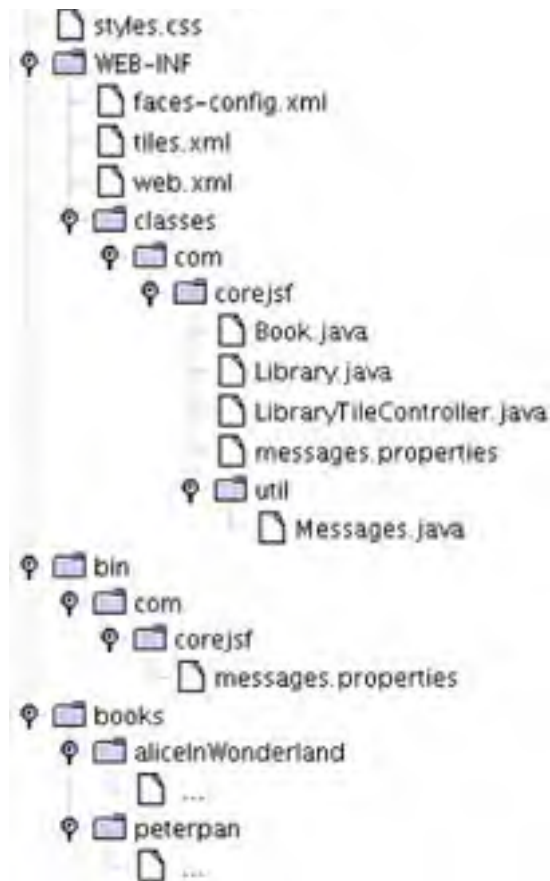 styles.css
WEB-INF
faces-config.xml
tiles.xml
web.xml
classes
com
corejsf
Book.java
Library.java
LibraryTileController.java
messages.properties
util
Messages.java
bin
com
corejsf
messages.properties
books
aliceInWonderland
...
peterpan
...